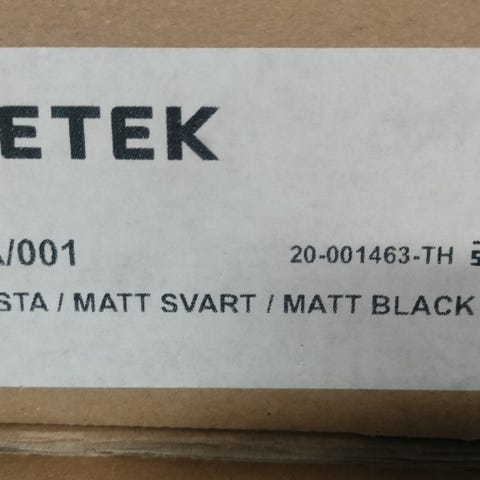 ETEK
/001 20-001463-TH
STA / MATT SVART / MATT BLACK